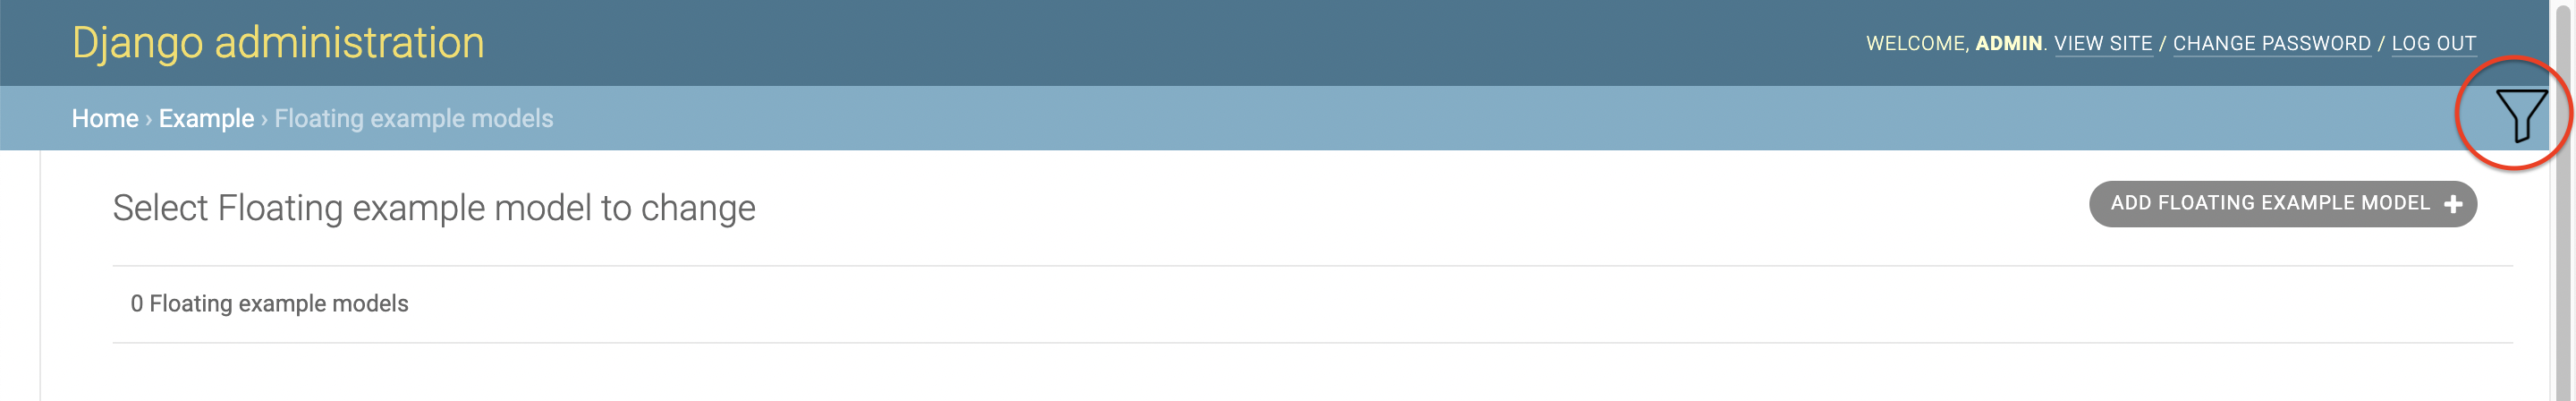 Django administration
WELCOME, ADMIN. VIEW SITE / CHANGE PASSWORD / LOG OUT
Home › Example › Floating example models
Select Floating example model to change
ADD FLOATING EXAMPLE MODEL +
0 Floating example models